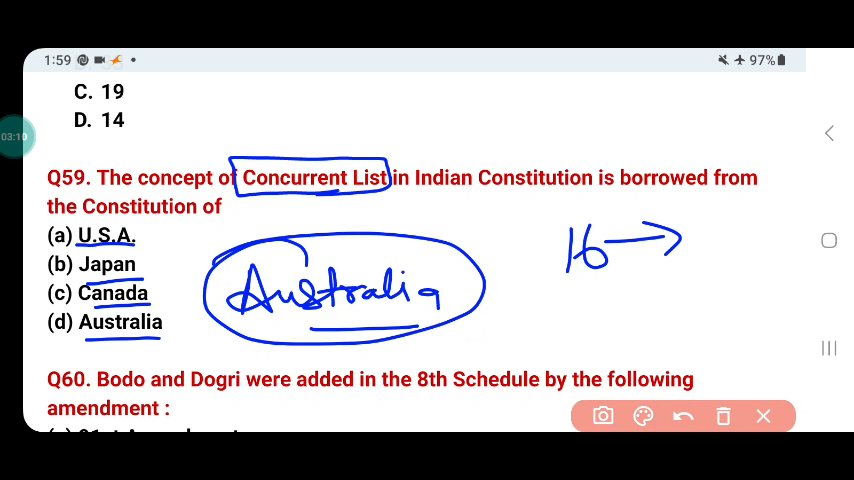 1:59 97%
C. 19
D. 14
03:10
Q59. The concept of Concurrent List in Indian Constitution is borrowed from
the Constitution of
(a) U.S.A.
16
(b) Japan
(c) Canada
Australia
(d) Australia
Q60. Bodo and Dogri were added in the 8th Schedule by the following
amendment :